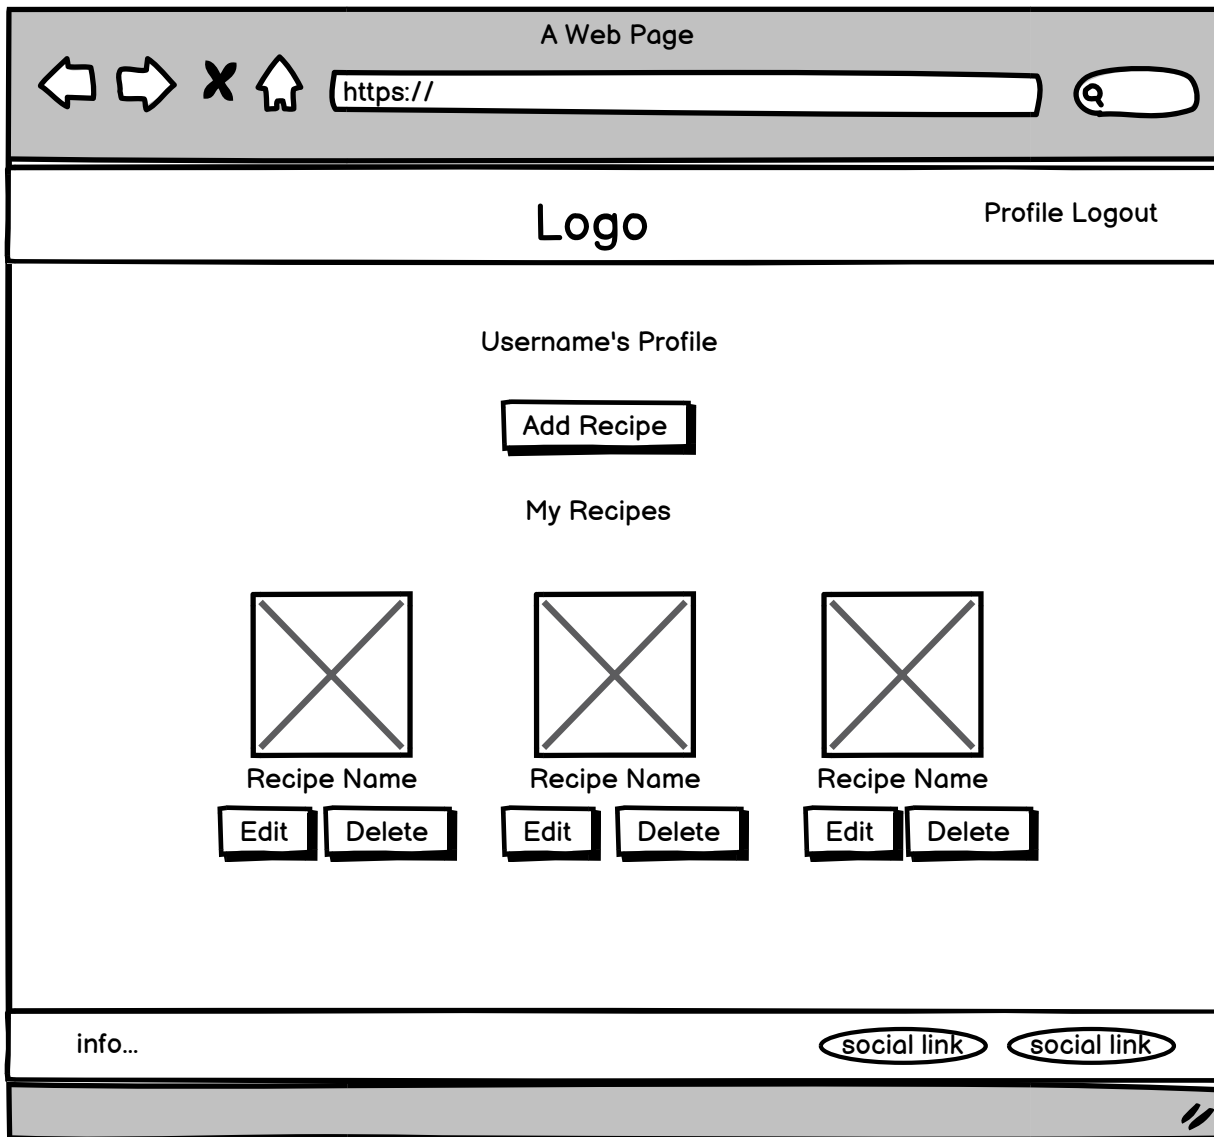 A Web Page
https://
Logo
Profile Logout
Username's Profile
Add Recipe
My Recipes
Recipe Name Recipe Name Recipe Name
Edit Delete Edit Delete Edit Delete
info... social link social link